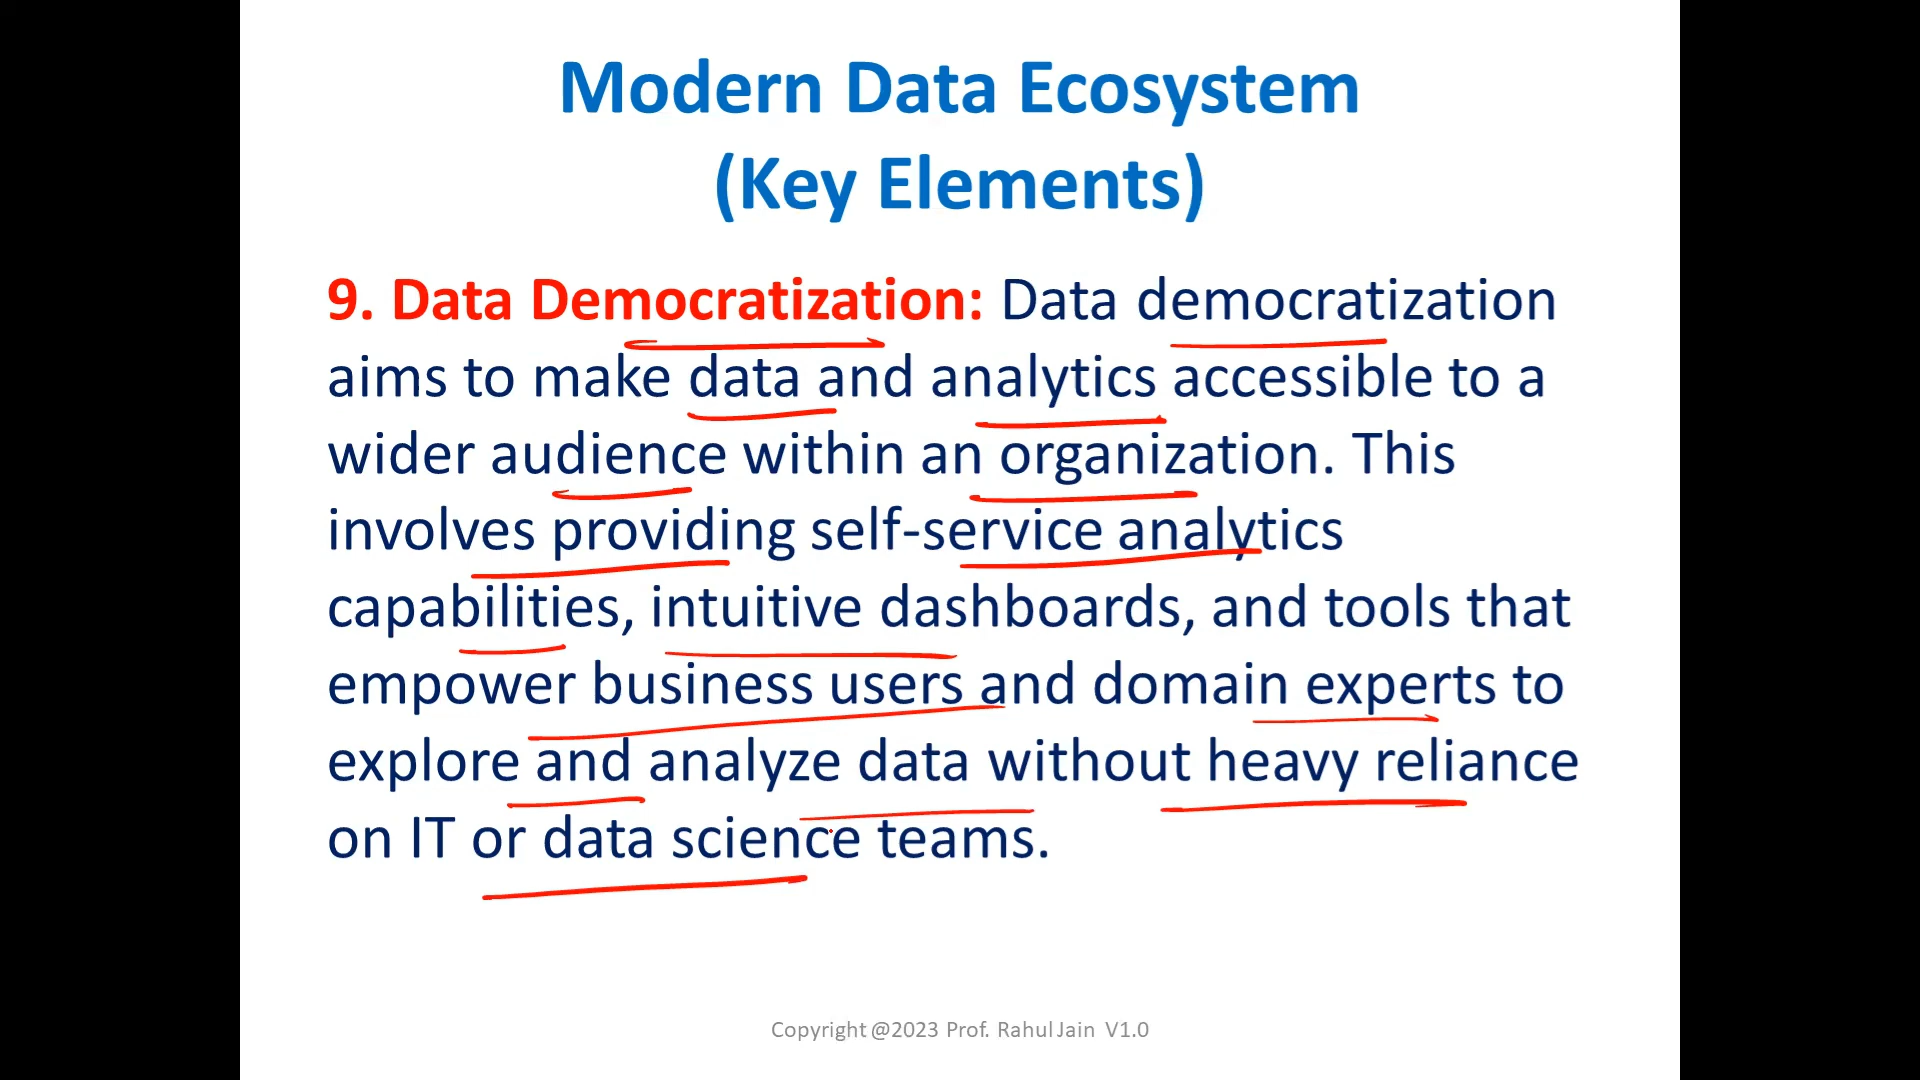 Modern Data Ecosystem
(Key Elements)
9. Data Democratization: Data democratization
aims to make data and analytics accessible to a
wider audience within an organization. This
involves providing self-service analytics
capabilities, intuitive dashboards, and tools that
empower business users and domain experts to
explore and analyze data without heavy reliance
on IT or data science teams.
Copyright @2023 Prof. Rahul Jain V1.0